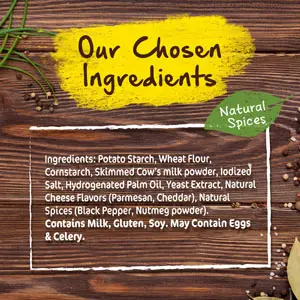 Our Chosen
Ingredients
Natural
Spices
Ingredients: Potato Starch, Wheat Flour,
Cornstarch, Skimmed Cow's milk powder, Iodized
Salt, Hydrogenated Palm Oil, Yeast Extract, Natural
Cheese Flavors (Parmesan, Cheddar), Natural
Spices (Black Pepper, Nutmeg powder).
Contains Milk, Gluten, Soy. May Contain Eggs
& Celery.